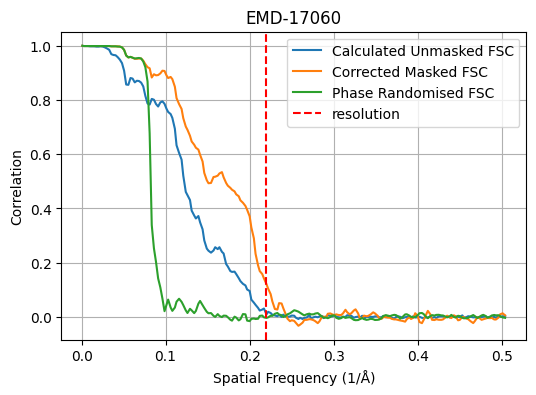 EMD-17060
Calculated Unmasked FSC
Corrected Masked FSC
Phase Randomised FSC
resolution
Correlation
1.0
0.8
0.6
0.4
0.2
0.0
0.0 0.1 0.2 0.3 0.4 0.5
Spatial Frequency (1/Å)